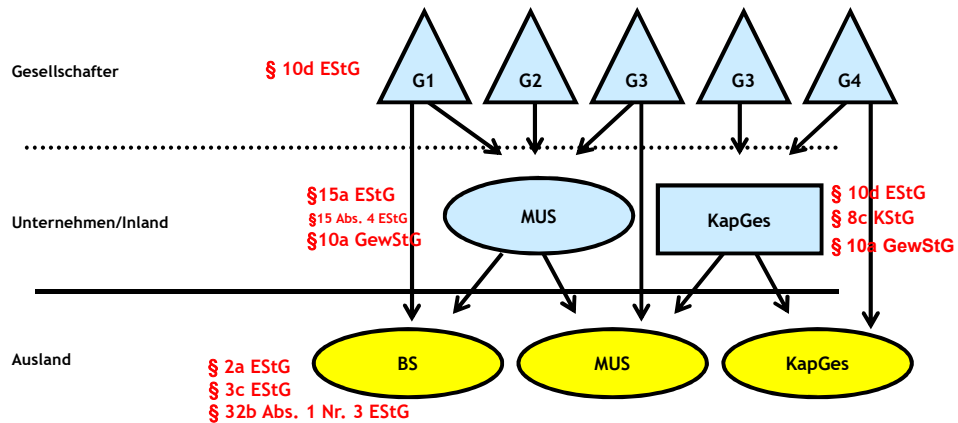 Gesellschafter
§ 10d EStG
G1
G2
G3
G3
G4
§15a EStG
§15 Abs. 4 EStG
§10a GewStG
Unternehmen/Inland
MUS
KapGes
§ 10d EStG
§ 8c KStG
§ 10a GewStG
Ausland
BS
MUS
KapGes
§ 2a EStG
§ 3c EStG
§ 32b Abs. 1 Nr. 3 EStG